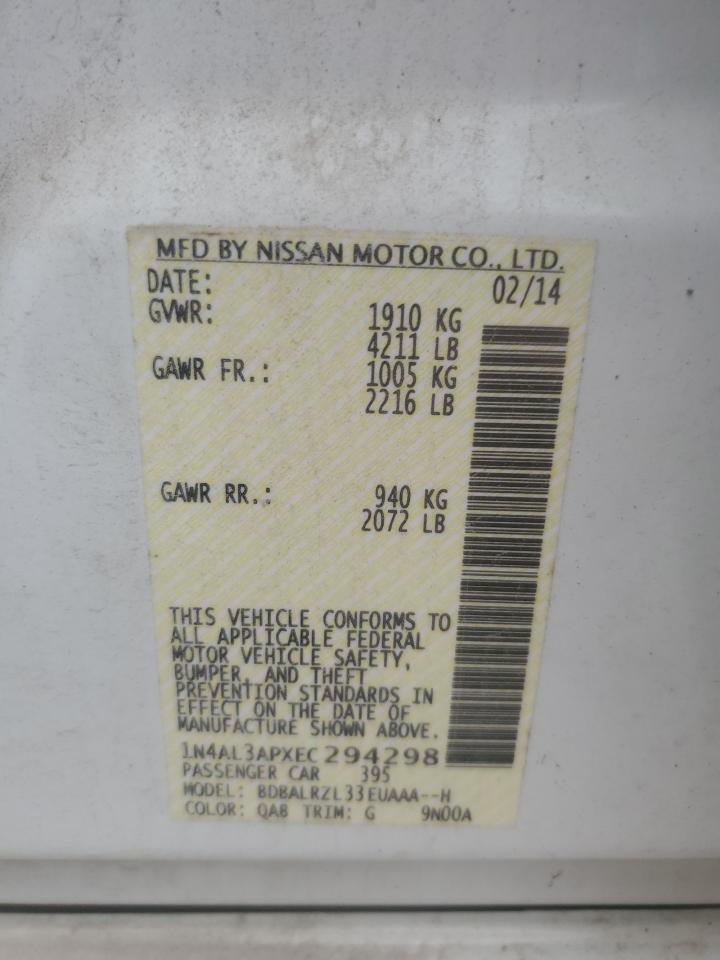 MFD BY NISSAN MOTOR CO., LTD.
DATE: 02/14
GVWR: 1910 KG
4211 LB
GAWR FR.: 1005 KG
2216 LB
GAWR RR.: 940 KG
2072 LB
THIS VEHICLE CONFORMS TO
ALL APPLICABLE FEDERAL
MOTOR VEHICLE SAFETY,
BUMPER, AND THEFT
PREVENTION STANDARDS IN
EFFECT ON THE DATE OF
MANUFACTURE SHOWN ABOVE.
1N4AL3APXEC294298
PASSENGER CAR 395
MODEL: BDBALRZL33EUAAA--H
COLOR: QAB TRIM: G 9N00A